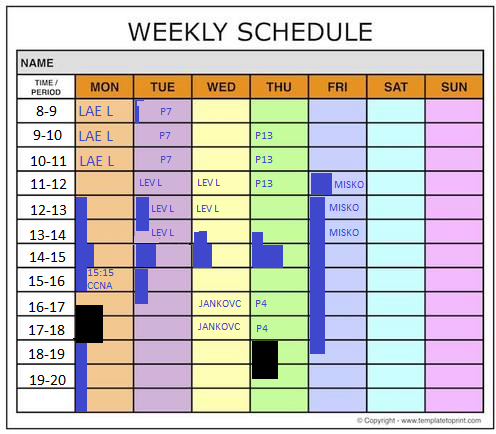 WEEKLY SCHEDULE
NAME
TIME / PERIOD MON TUE WED THU FRI SAT SUN
8-9 LAE L P7
9-10 LAE L P7 P13
10-11 LAE L P7 P13
11-12 LEV L LEV L P13 MISKO
12-13 LEV L LEV L MISKO
13-14 LEV L MISKO
14-15
15-16 15:15 CCNA
16-17 JANKOVC P4
17-18 JANKOVC P4
18-19
19-20
© Copyright - www.templatetoprint.com